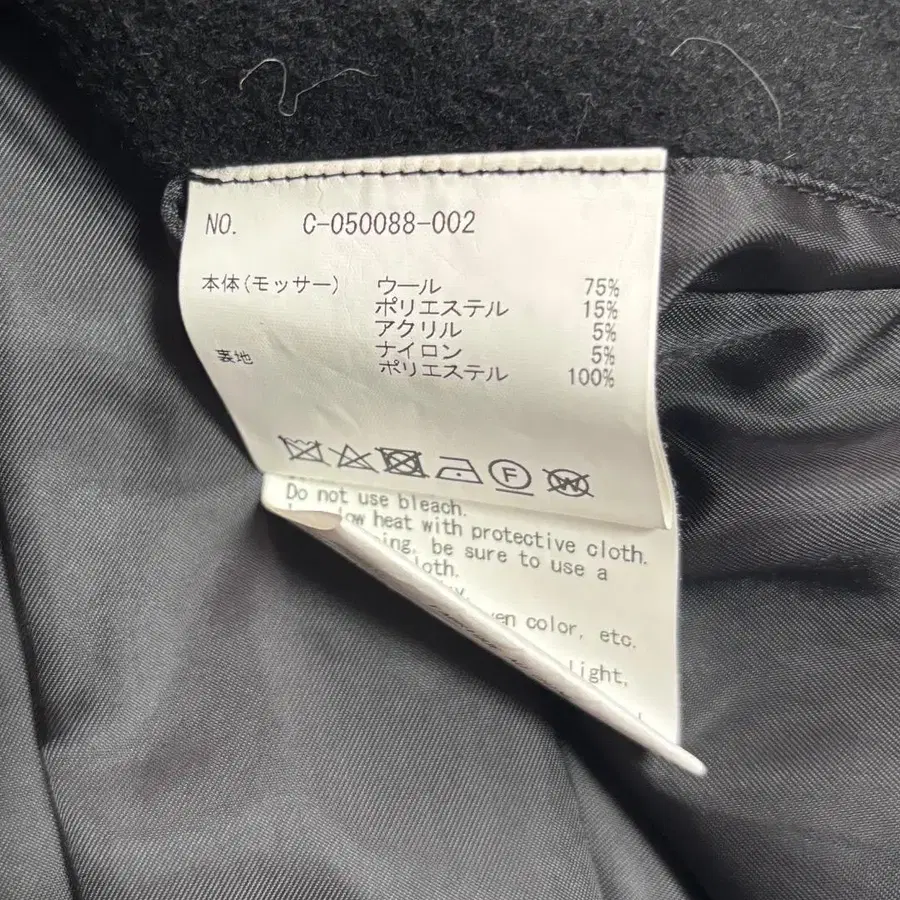 NO. C-050088-002
本体(モッサー) ウール 75%
ポリエステル 15%
アクリル 5%
ナイロン 5%
裏地 ポリエステル 100%
F
W
Do not use bleach.
low heat with protective cloth.
be sure to use a
cloth.
color, etc.
light,